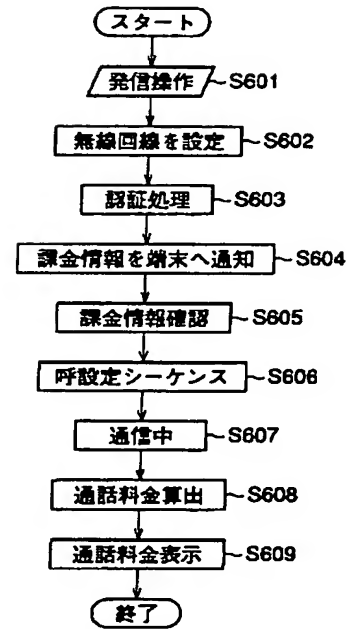 スタート
発信操作 S601
無線回線を設定 S602
認証処理 S603
課金情報を端末へ通知 S604
課金情報確認 S605
呼設定シーケンス S606
通信中 S607
通話料金算出 S608
通話料金表示 S609
終了